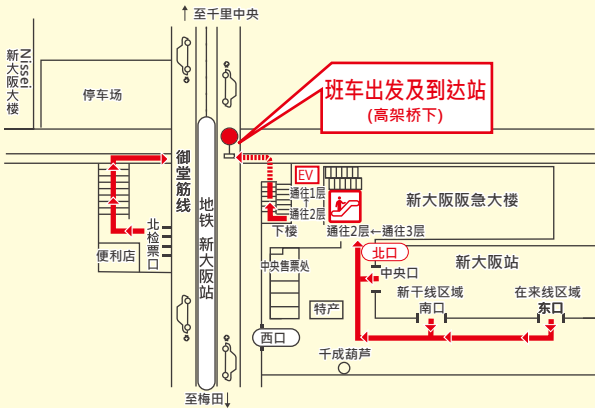 至千里中央
Nissei
新大阪大楼
停车场
班车出发及到达站
(高架桥下)
御堂筋线
地铁 新大阪站
EV
通往1层
↑
通往2层
下楼
新大阪阪急大楼
通往2层←通往3层
北检票口
便利店
北口
中央售票处
中央口
新大阪站
新干线区域
南口
在来线区域
东口
特产
西口
千成葫芦
至梅田